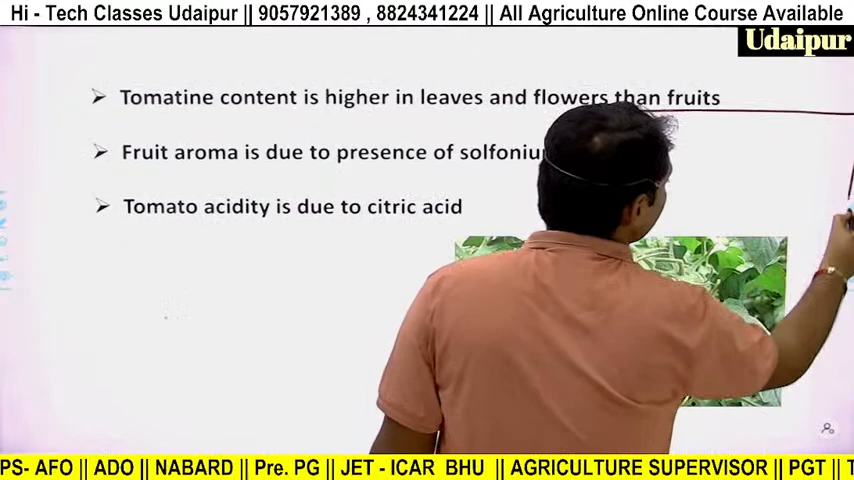 Hi - Tech Classes Udaipur || 9057921389 , 8824341224 || All Agriculture Online Course Available
Udaipur
➢ Tomatine content is higher in leaves and flowers than fruits
➢ Fruit aroma is due to presence of
➢ Tomato acidity is due to citric acid
PS- AFO || ADO || NABARD || Pre. PG || JET - ICAR BHU || AGRICULTURE SUPERVISOR || PGT ||